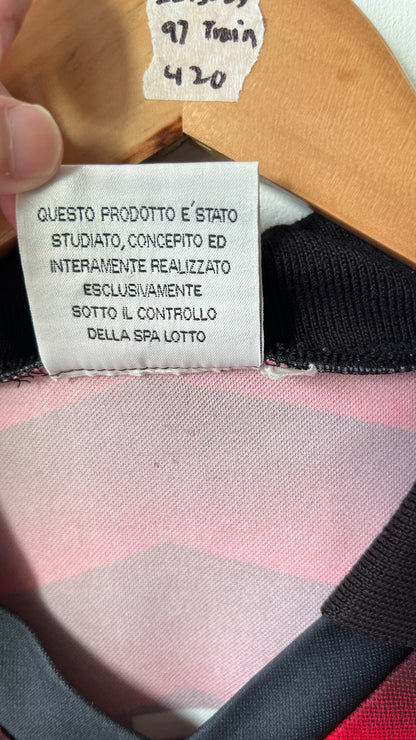 97 Train
420
QUESTO PRODOTTO E' STATO
STUDIATO, CONCEPITO ED
INTERAMENTE REALIZZATO
ESCLUSIVAMENTE
SOTTO IL CONTROLLO
DELLA SPA LOTTO